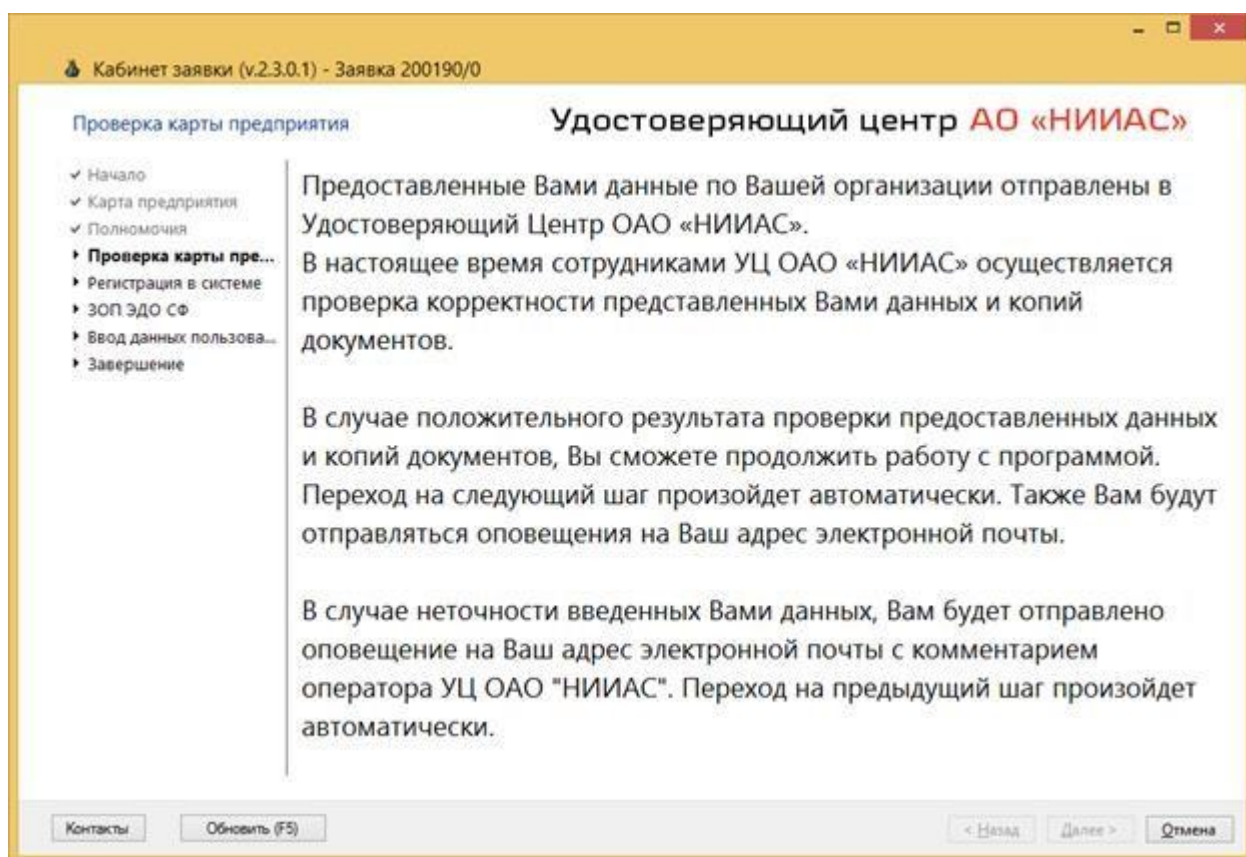 Кабинет заявки (v.2.3.0.1) - Заявка 200190/0
Проверка карты предприятия
Удостоверяющий центр АО «НИИАС»
Начало
Карта предприятия
Полномочия
Проверка карты пре...
Регистрация в системе
ЗОП ЭДО СФ
Ввод данных пользова...
Завершение
Предоставленные Вами данные по Вашей организации отправлены в
Удостоверяющий Центр ОАО «НИИАС».
В настоящее время сотрудниками УЦ ОАО «НИИАС» осуществляется
проверка корректности представленных Вами данных и копий
документов.
В случае положительного результата проверки предоставленных данных
и копий документов, Вы сможете продолжить работу с программой.
Переход на следующий шаг произойдет автоматически. Также Вам будут
отправляться оповещения на Ваш адрес электронной почты.
В случае неточности введенных Вами данных, Вам будет отправлено
оповещение на Ваш адрес электронной почты с комментарием
оператора УЦ ОАО "НИИАС". Переход на предыдущий шаг произойдет
автоматически.
Контакты
Обновить (F5)
< Назад
Далее >
Отмена